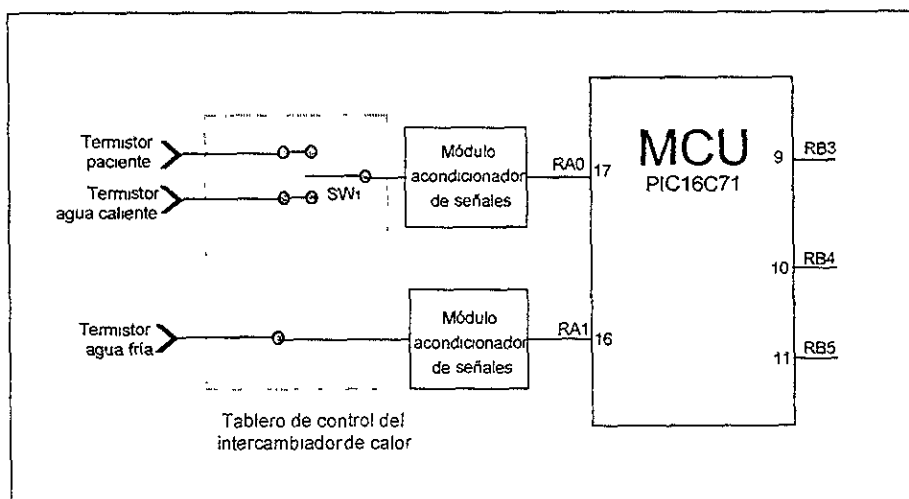 Termistor
paciente
Termistor
agua caliente
SW1
Módulo
acondicionador
de señales
RA0
17
MCU
PIC16C71
9
RB3
10
RB4
11
RB5
Termistor
agua fría
Módulo
acondicionador
de señales
RA1
16
Tablero de control del
intercambiador de calor